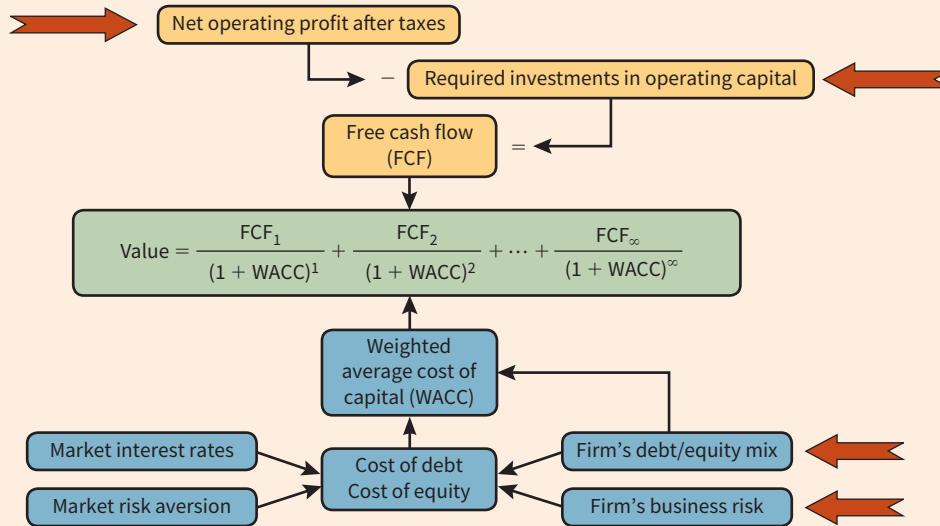 Net operating profit after taxes
− Required investments in operating capital
Free cash flow
(FCF)
=
Value = FCF₁/(1 + WACC)¹ + FCF₂/(1 + WACC)² + ⋯ + FCF∞/(1 + WACC)^∞
Weighted
average cost of
capital (WACC)
Market interest rates
Cost of debt
Cost of equity
Firm’s debt/equity mix
Market risk aversion
Firm’s business risk